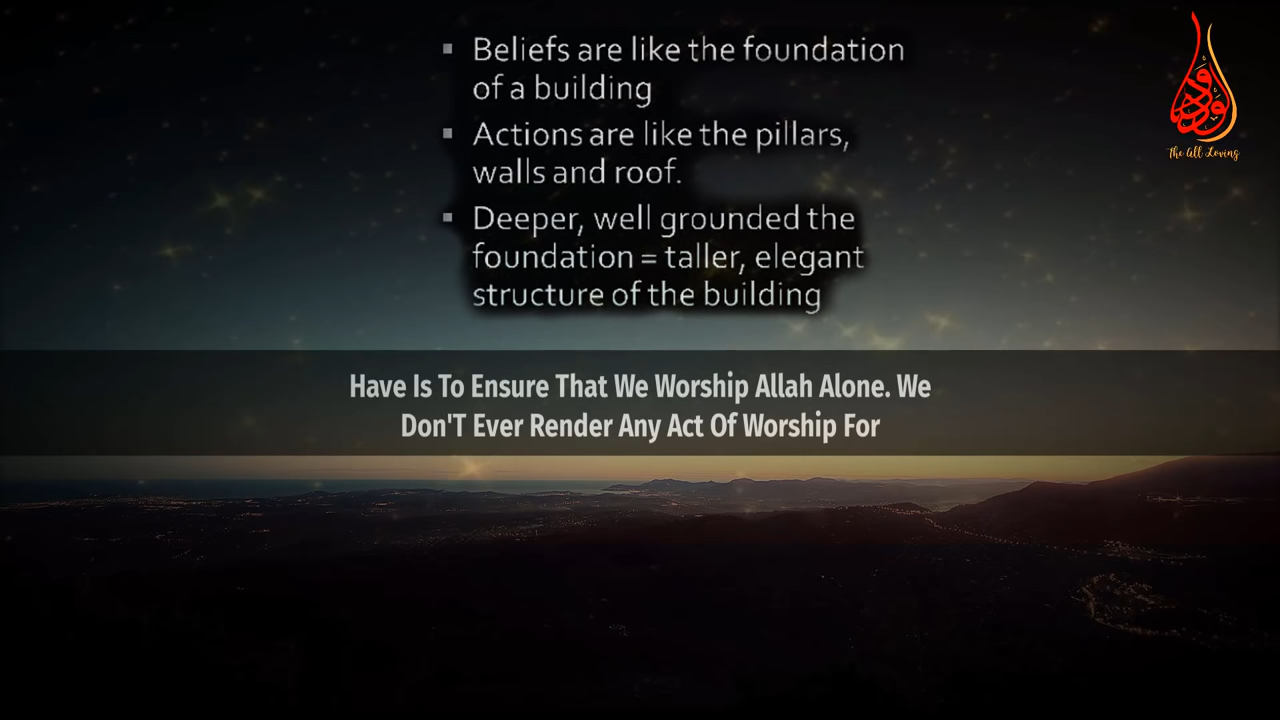 ▪ Beliefs are like the foundation
of a building
▪ Actions are like the pillars,
walls and roof.
▪ Deeper, well grounded the
foundation = taller, elegant
structure of the building
الودود
The All Loving
Have Is To Ensure That We Worship Allah Alone. We
Don'T Ever Render Any Act Of Worship For